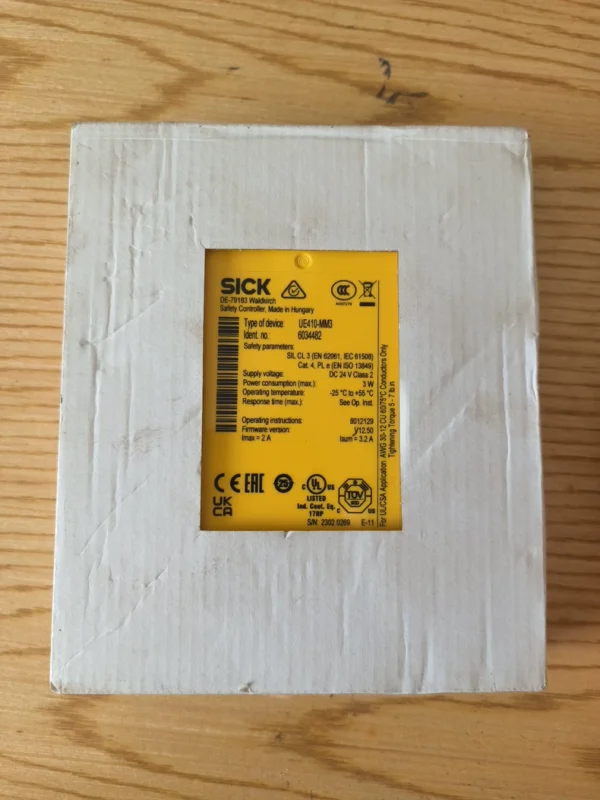 SICK
DE-79183 Waldkirch
Safety Controller, Made in Hungary
Type of device: UE410-MM3
Ident. no.: 6034482
Safety parameters:
SIL CL 3 (EN 62061, IEC 61508)
Cat. 4, PL e (EN ISO 13849)
Supply voltage: DC 24 V Class 2
Power consumption (max.) 3 W
Operating temperature: -25 °C to +55 °C
Response time (max.): See Op. Inst.
Operating instructions: 8012129
Firmware version: V12.50
Imax = 2 A Isum = 3.2 A
CE EAC 25 C UL US
LISTED
Ind. Cont. Eq.
178P
UK
CA
TÜV
C US
S/N: 2302 0269 E-11
For UL/CSA Application: AWG 30-12 CU 60/75°C Conductors Only
Tightening Torque 5 - 7 lb in